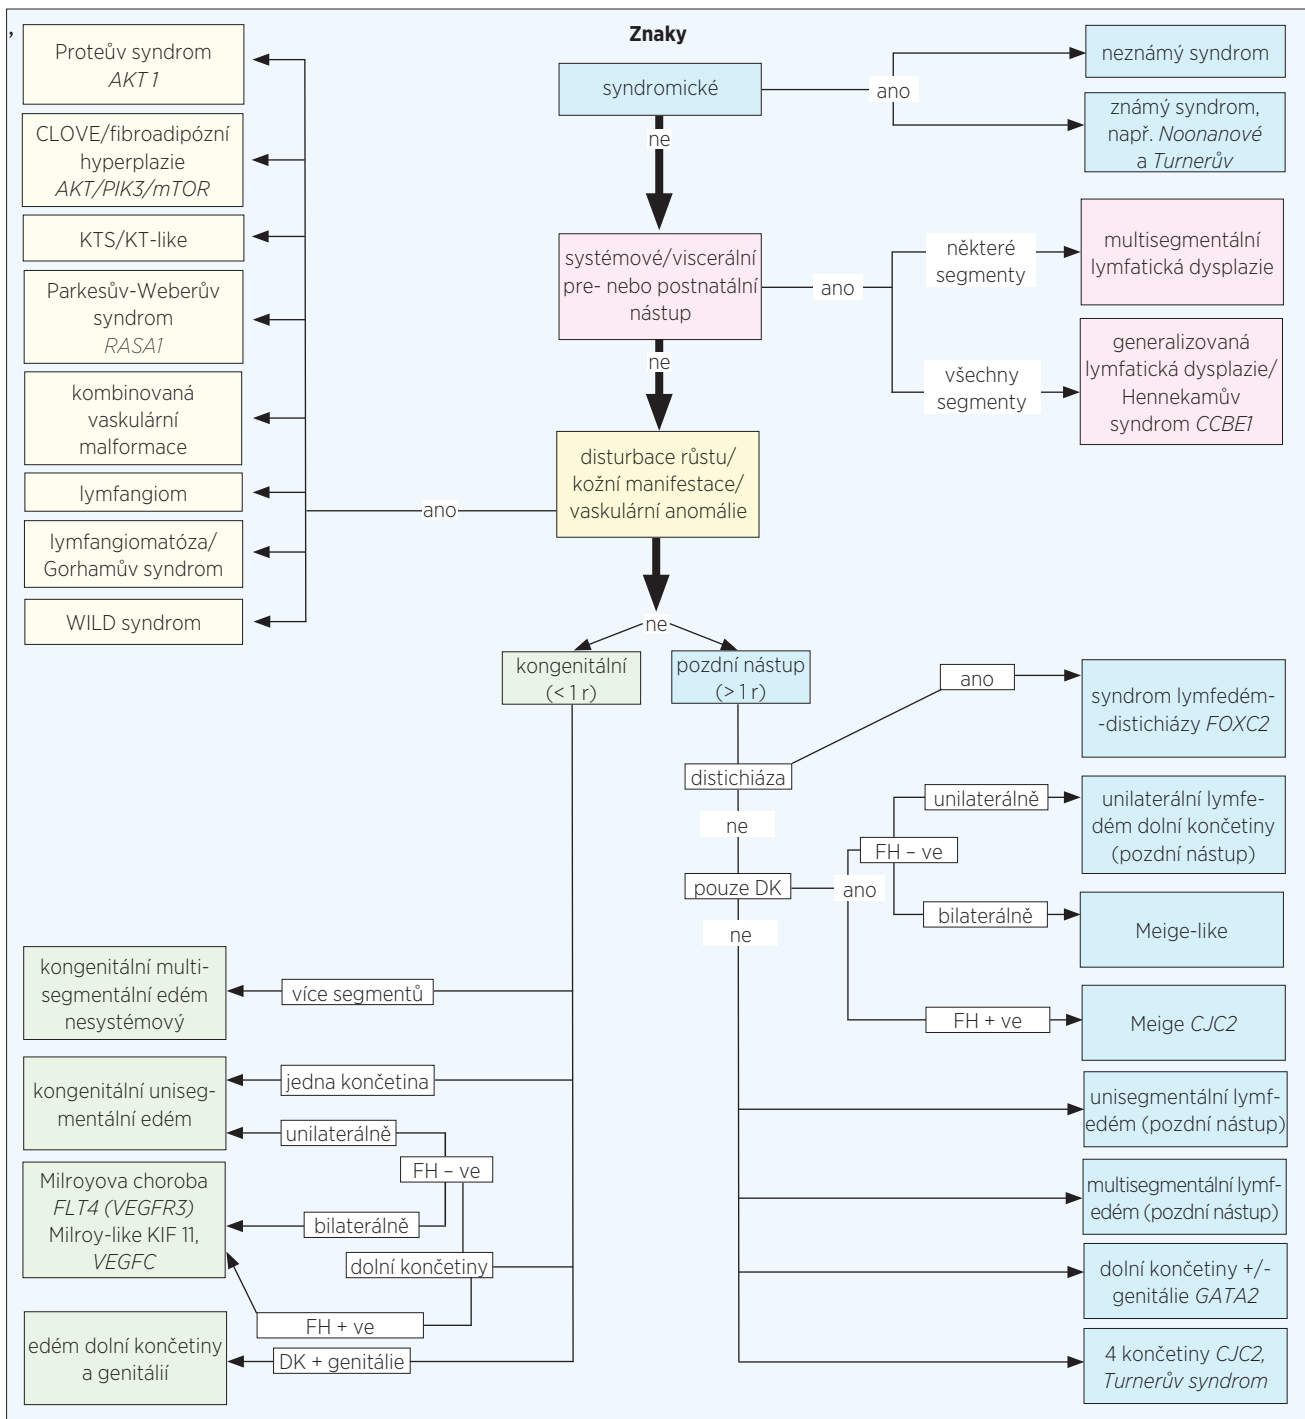 ,
Znaky
Proteův syndrom
AKT 1
CLOVE/fibroadipózní
hyperplazie
AKT/PIK3/mTOR
KTS/KT-like
Parkesův-Weberův
syndrom
RASA1
kombinovaná
vaskulární
malformace
lymfangiom
lymfangiomatóza/
Gorhamův syndrom
WILD syndrom
syndromické
ano
neznámý syndrom
známý syndrom,
např. Noonanové
a Turnerův
ne
systémové/viscerální
pre- nebo postnatální
nástup
ano
některé
segmenty
multisegmentální
lymfatická dysplazie
všechny
segmenty
generalizovaná
lymfatická dysplazie/
Hennekamův
syndrom CCBE1
ne
disturbace růstu/
kožní manifestace/
vaskulární anomálie
ano
ne
kongenitální
(< 1 r)
pozdní nástup
(> 1 r)
distichiáza
ano
syndrom lymfedém-
-distichiázy FOXC2
ne
pouze DK
ano
FH – ve
unilaterálně
unilaterální lymfe-
dém dolní končetiny
(pozdní nástup)
bilaterálně
Meige-like
FH + ve
Meige CJC2
ne
unisegmentální lymf-
edém (pozdní nástup)
multisegmentální lymf-
edém (pozdní nástup)
dolní končetiny +/-
genitálie GATA2
4 končetiny CJC2,
Turnerův syndrom
kongenitální multi-
segmentální edém
nesystémový
více segmentů
kongenitální uniseg-
mentální edém
jedna končetina
unilaterálně
FH – ve
Milroyova choroba
FLT4 (VEGFR3)
Milroy-like KIF 11,
VEGFC
bilaterálně
dolní končetiny
FH + ve
edém dolní končetiny
a genitálií
DK + genitálie